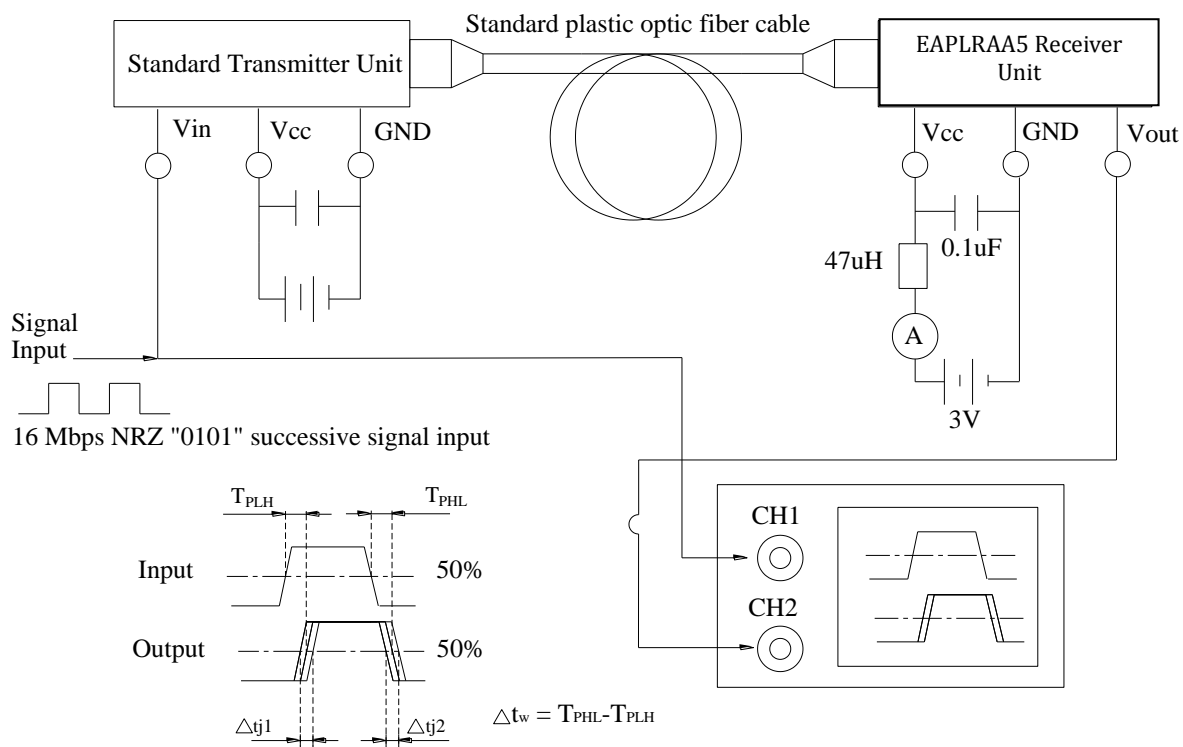 Standard plastic optic fiber cable
Standard Transmitter Unit
EAPLRAA5 Receiver
Unit
Vin
Vcc
GND
Vcc
GND
Vout
0.1uF
47uH
A
3V
Signal
Input
16 Mbps NRZ "0101" successive signal input
TPLH
TPHL
Input
50%
Output
50%
△tj1
△tj2
△tw = TPHL-TPLH
CH1
CH2